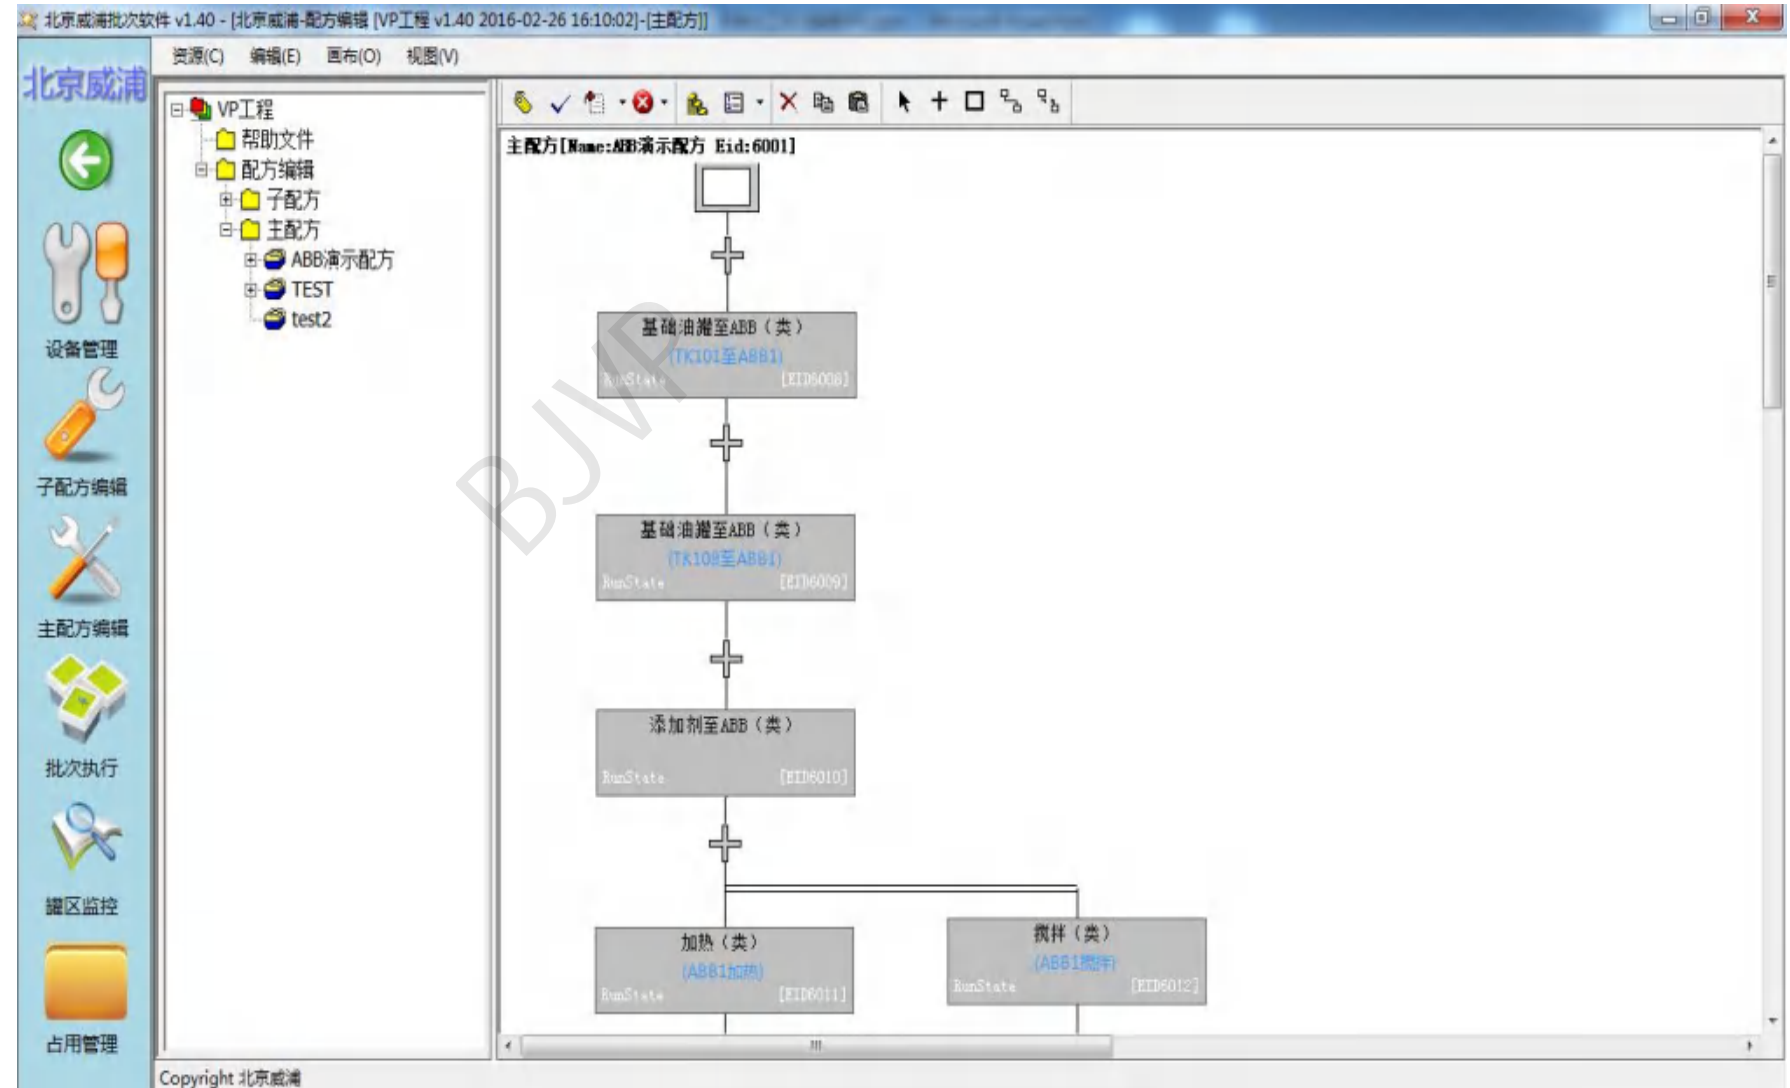 北京威浦批次软件 v1.40 - [北京威浦-配方编辑 [VP工程 v1.40 2016-02-26 16:10:02]-[主配方]]
北京威浦
资源(C) 编辑(E) 画布(O) 视图(V)
设备管理
子配方编辑
主配方编辑
批次执行
罐区监控
占用管理
VP工程
帮助文件
配方编辑
子配方
主配方
ABB演示配方
TEST
test2
主配方[Name:ABB演示配方 Eid:6001]
基础油罐至ABB（类）
(TK101至ABB1)
RunState [EID6008]
基础油罐至ABB（类）
(TK108至ABB1)
RunState [EID6009]
添加剂至ABB（类）
RunState [EID6010]
加热（类）
(ABB1加热)
RunState [EID6011]
搅拌（类）
(ABB1搅拌)
RunState [EID6012]
BJVP
Copyright 北京威浦